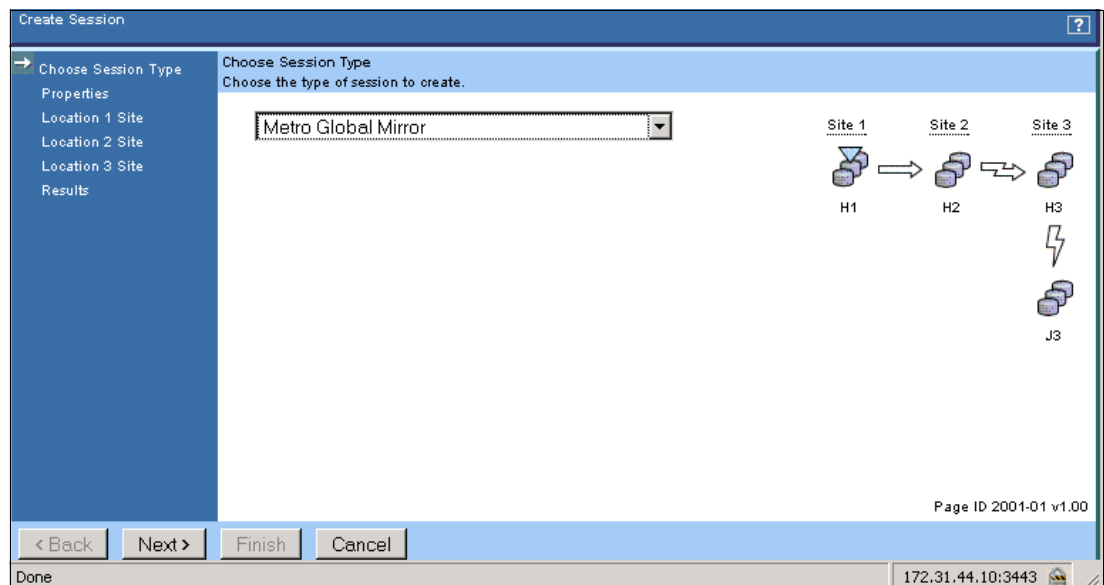 Create Session
?
Choose Session Type
Properties
Location 1 Site
Location 2 Site
Location 3 Site
Results
Choose Session Type
Choose the type of session to create.
Metro Global Mirror
Site 1 Site 2 Site 3
H1 H2 H3
J3
Page ID 2001-01 v1.00
< Back Next > Finish Cancel
Done 172.31.44.10:3443